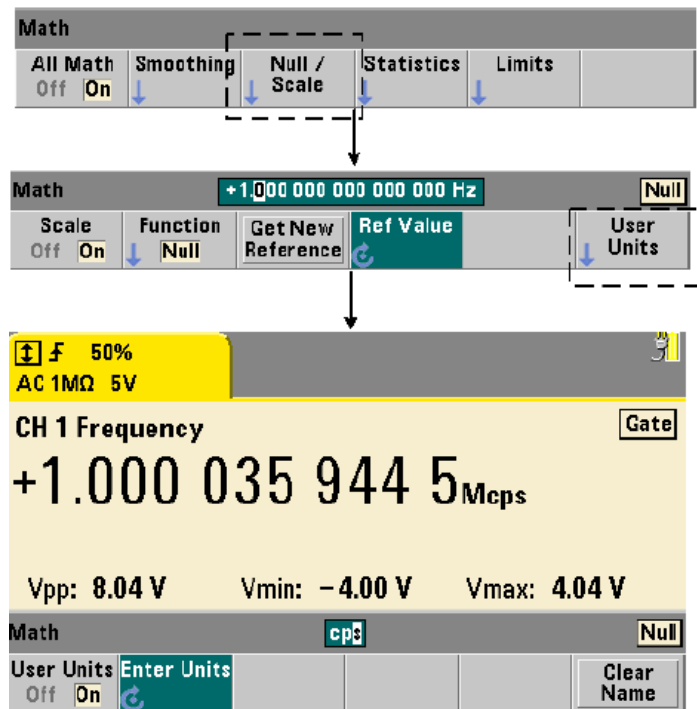 Math
All Math Smoothing Null / Statistics Limits
Off On Scale
Math +1.000 000 000 000 000 Hz Null
Scale Function Get New Ref Value User
Off On Null Reference Units
50%
AC 1MΩ 5V
CH 1 Frequency Gate
+1.000 035 944 5Mcps
Vpp: 8.04 V Vmin: −4.00 V Vmax: 4.04 V
Math cps Null
User Units Enter Units Clear
Off On Name